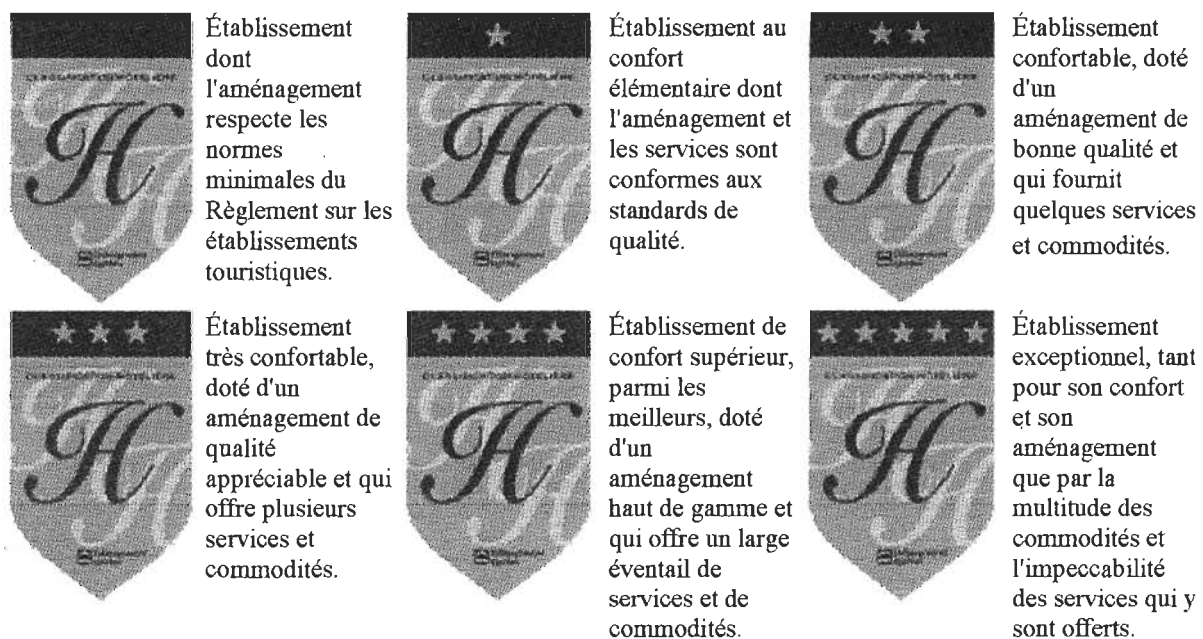 Établissement
dont
l'aménagement
respecte les
normes
minimales du
Règlement sur les
établissements
touristiques.
Établissement au
confort
élémentaire dont
l'aménagement et
les services sont
conformes aux
standards de
qualité.
Établissement
confortable, doté
d'un
aménagement de
bonne qualité et
qui fournit
quelques services
et commodités.
Établissement
très confortable,
doté d'un
aménagement de
qualité
appréciable et qui
offre plusieurs
services et
commodités.
Établissement de
confort supérieur,
parmi les
meilleurs, doté
d'un
aménagement
haut de gamme et
qui offre un large
éventail de
services et de
commodités.
Établissement
exceptionnel, tant
pour son confort
et son
aménagement
que par la
multitude des
commodités et
l'impeccabilité
des services qui y
sont offerts.
H
H
H
H
H
H